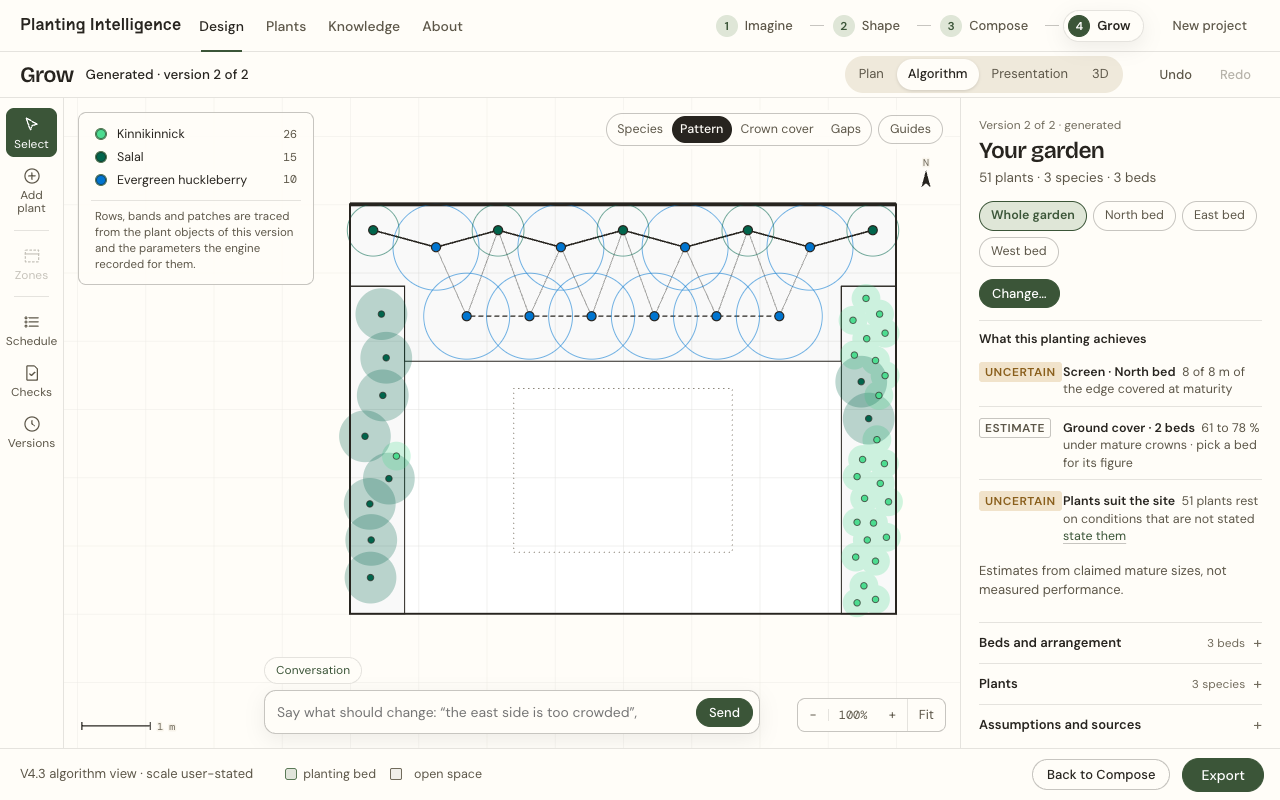 Planting Intelligence
Design
Plants
Knowledge
About
1 Imagine
2 Shape
3 Compose
4 Grow
New project
Grow
Generated · version 2 of 2
Plan
Algorithm
Presentation
3D
Undo
Redo
Select
Add plant
Zones
Schedule
Checks
Versions
Kinnikinnick 26
Salal 15
Evergreen huckleberry 10
Rows, bands and patches are traced
from the plant objects of this version
and the parameters the engine
recorded for them.
Species
Pattern
Crown cover
Gaps
Guides
N
1 m
Conversation
Say what should change: “the east side is too crowded”,
Send
−
100%
+
Fit
Version 2 of 2 · generated
Your garden
51 plants · 3 species · 3 beds
Whole garden
North bed
East bed
West bed
Change…
What this planting achieves
UNCERTAIN Screen · North bed 8 of 8 m of
the edge covered at maturity
ESTIMATE Ground cover · 2 beds 61 to 78 %
under mature crowns · pick a bed
for its figure
UNCERTAIN Plants suit the site 51 plants rest
on conditions that are not stated
state them
Estimates from claimed mature sizes, not
measured performance.
Beds and arrangement 3 beds +
Plants 3 species +
Assumptions and sources +
V4.3 algorithm view · scale user-stated
planting bed
open space
Back to Compose
Export